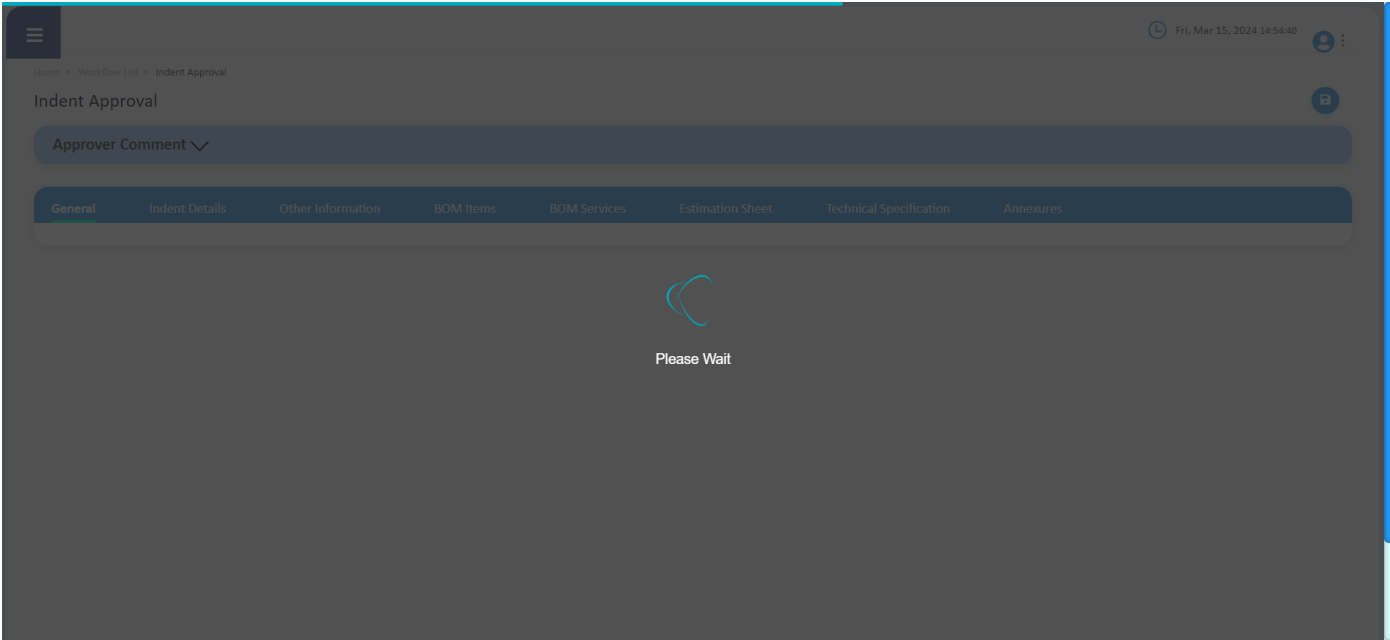 Fri, Mar 15, 2024 14:54:40
Home > Workflow List > Indent Approval
Indent Approval
Approver Comment
General Indent Details Other Information BOM Items BOM Services Estimation Sheet Technical Specification Annexures
Please Wait